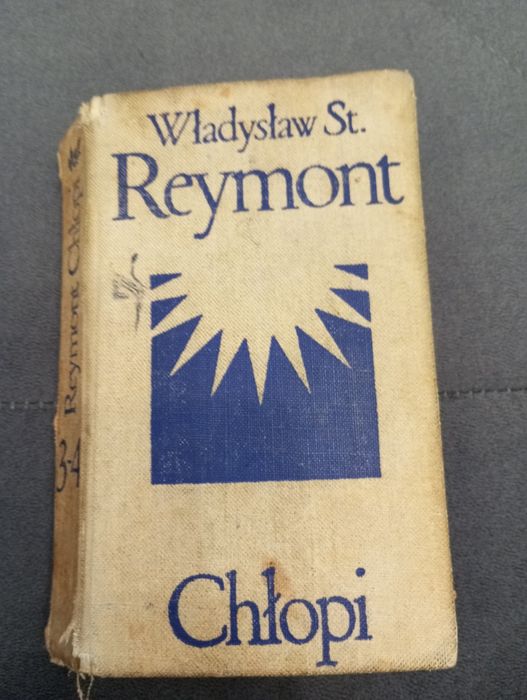 Władysław St.
Reymont
Chłopi
Reymont Chłopi
3-4